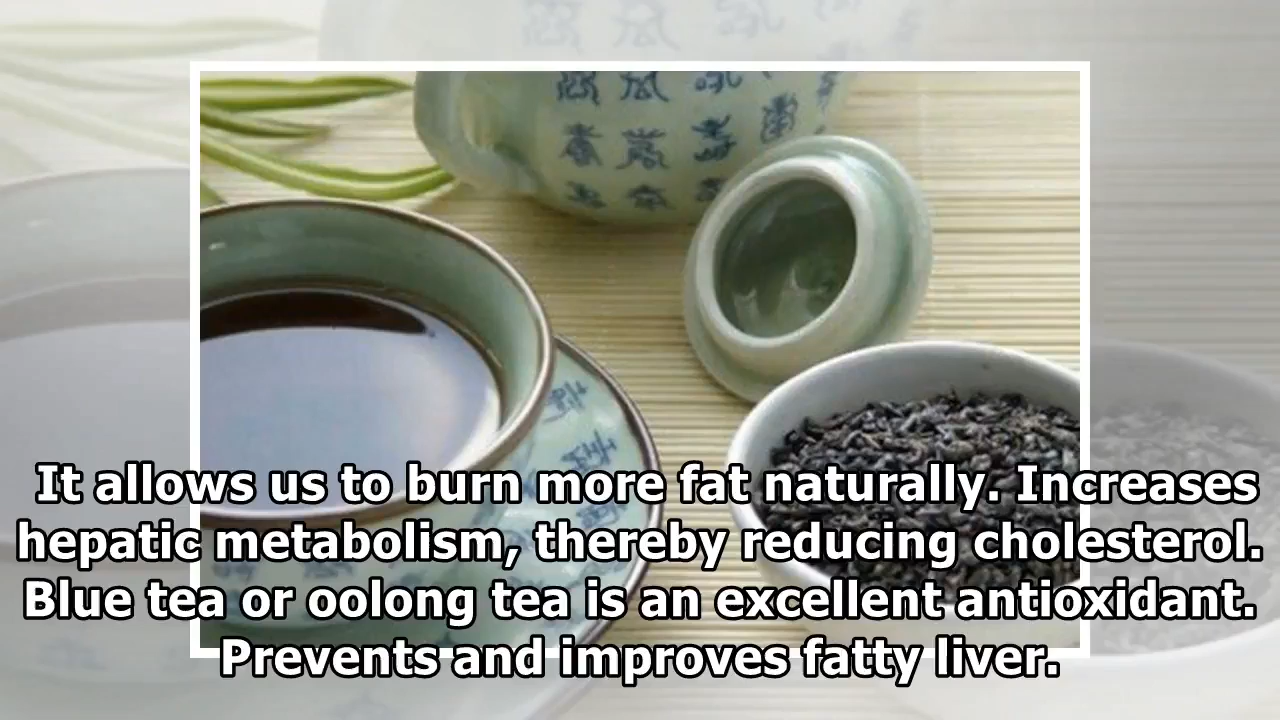 It allows us to burn more fat naturally. Increases
hepatic metabolism, thereby reducing cholesterol.
Blue tea or oolong tea is an excellent antioxidant.
Prevents and improves fatty liver.